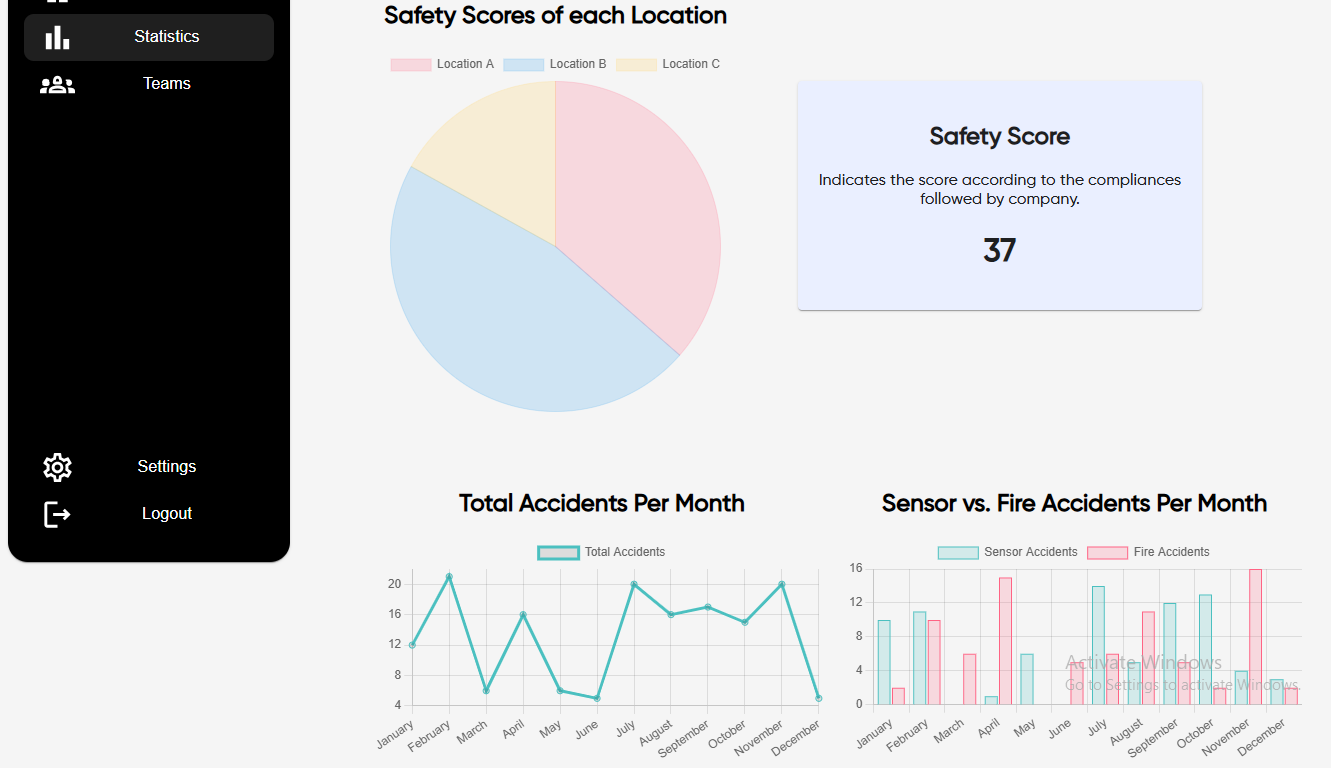 Statistics
Teams
Settings
Logout
Safety Scores of each Location
Location A Location B Location C
Safety Score
Indicates the score according to the compliances
followed by company.
37
Total Accidents Per Month
Total Accidents
20
16
12
8
4
January February March April May June July August September October November December
Sensor vs. Fire Accidents Per Month
Sensor Accidents Fire Accidents
16
12
8
4
0
January February March April May June July August September October November December
Activate Windows
Go to Settings to activate Windows.